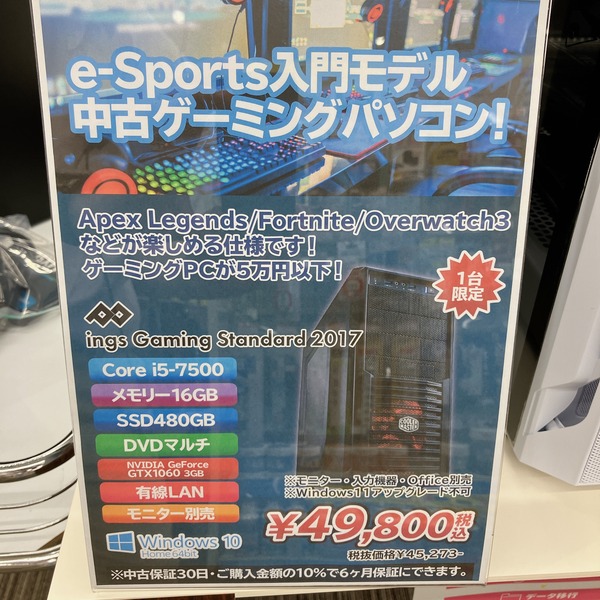 e-Sports入門モデル
中古ゲーミングパソコン!
Apex Legends/Fortnite/Overwatch3
などが楽しめる仕様です!
ゲーミングPCが5万円以下!
1台
限定
ings Gaming Standard 2017
Core i5-7500
メモリー16GB
SSD480GB
DVDマルチ
NVIDIA GeForce
GTX1060 3GB
有線LAN
モニター別売
Windows 10
Home 64bit
COOLER
MASTER
※モニター・入力機器・Office別売
※Windows11アップグレード不可
¥49,800税込
税抜価格¥45,273-
※中古保証30日・ご購入金額の10%で6ヶ月保証にできます。
データ移行